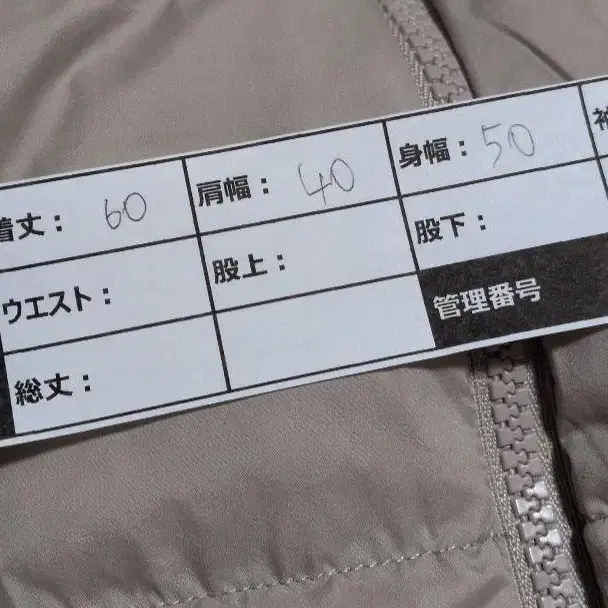 着丈： 60 肩幅： 40 身幅： 50 袖
ウエスト： 股上： 股下：
総丈： 管理番号